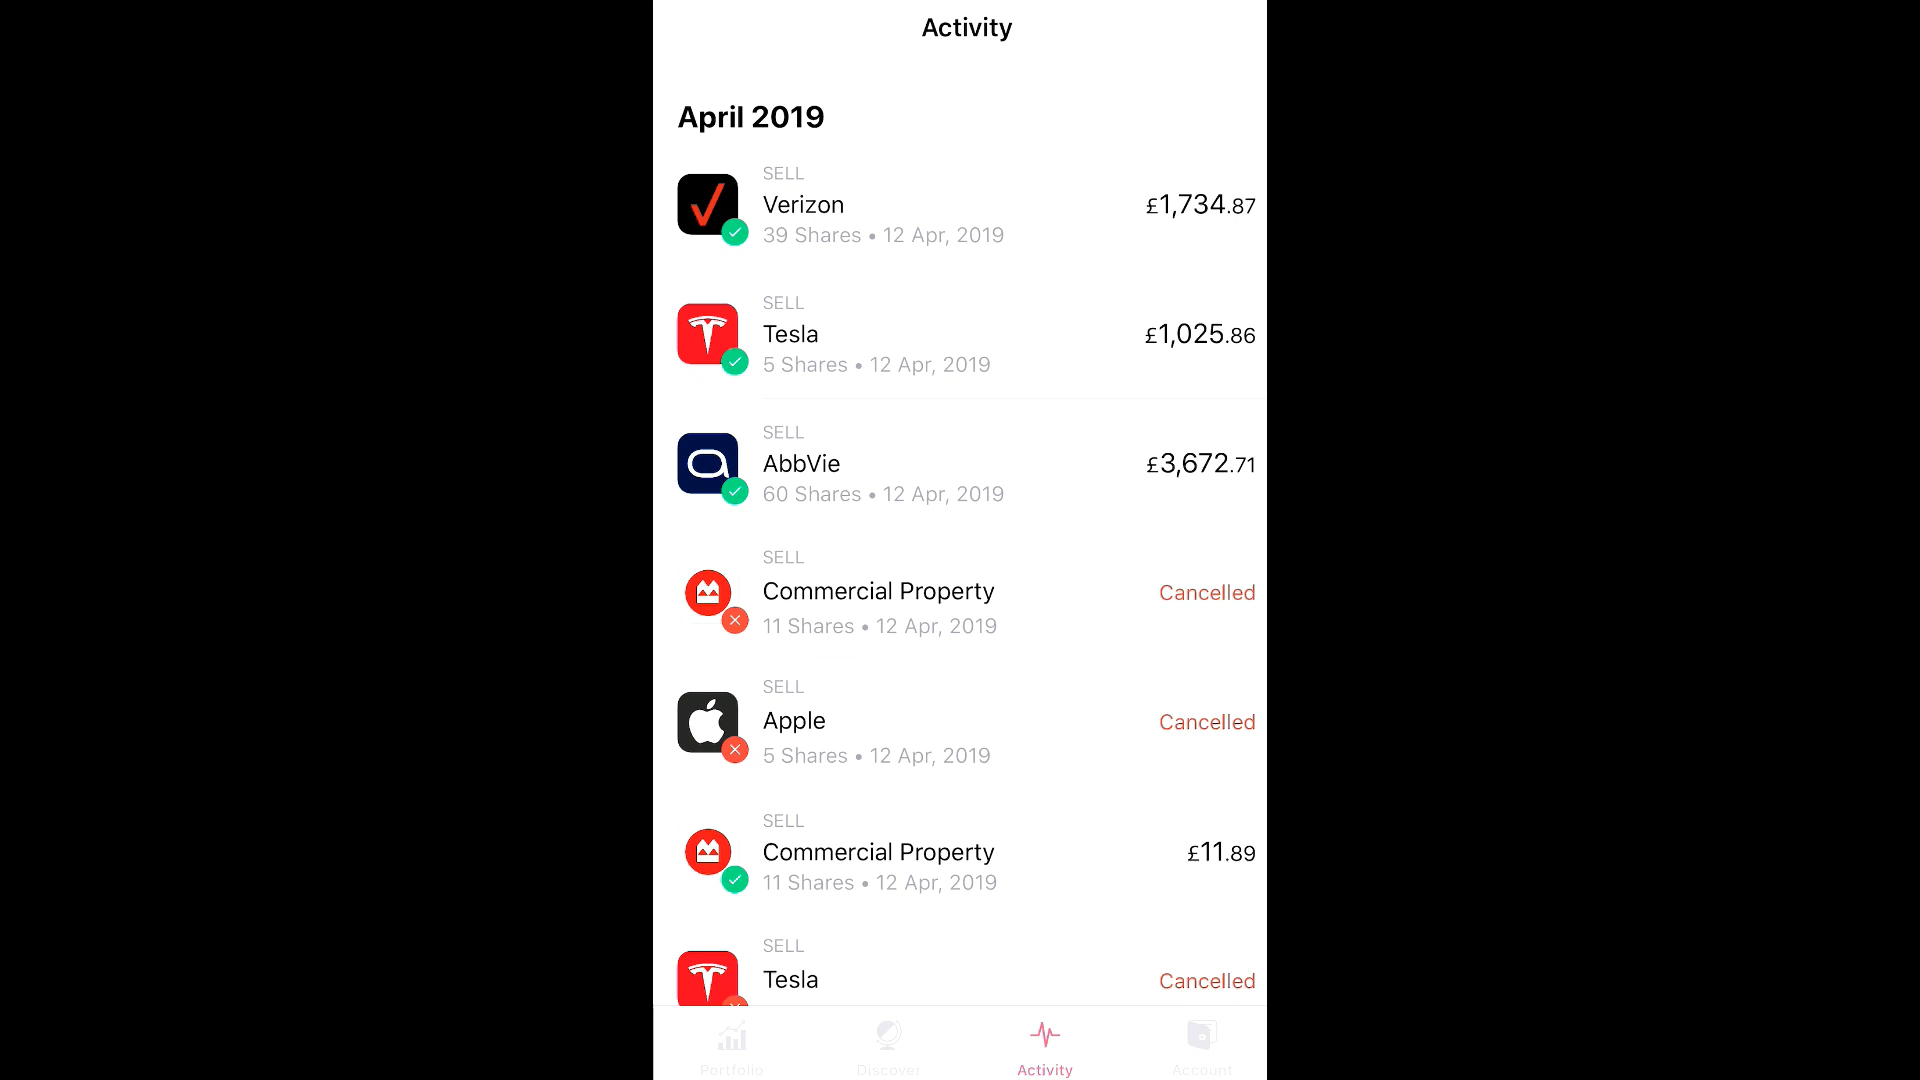 Activity
April 2019
SELL
Verizon
£1,734.87
39 Shares • 12 Apr, 2019
SELL
Tesla
£1,025.86
5 Shares • 12 Apr, 2019
SELL
AbbVie
£3,672.71
60 Shares • 12 Apr, 2019
SELL
Commercial Property
Cancelled
11 Shares • 12 Apr, 2019
SELL
Apple
Cancelled
5 Shares • 12 Apr, 2019
SELL
Commercial Property
£11.89
11 Shares • 12 Apr, 2019
SELL
Tesla
Cancelled
Portfolio
Discover
Activity
Account